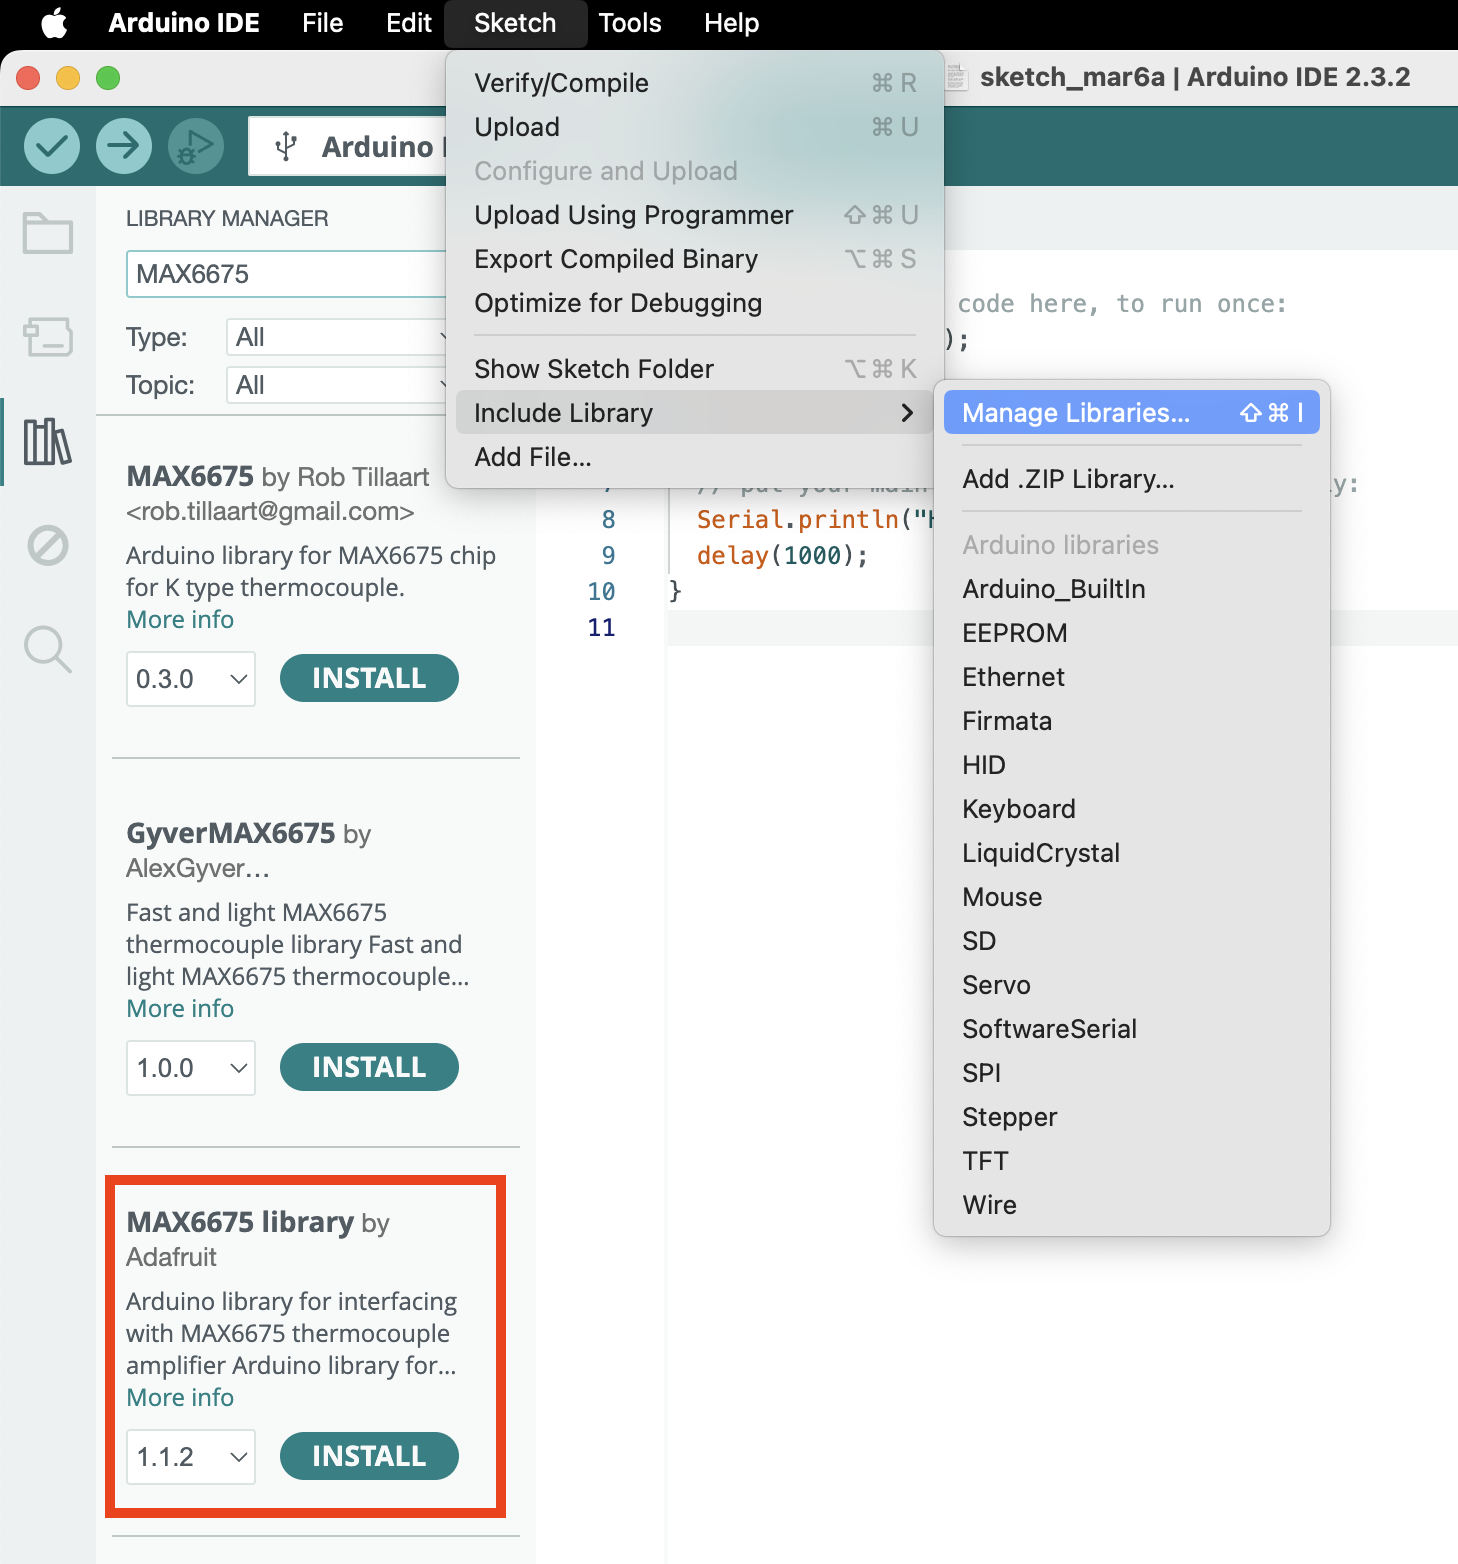 Arduino IDE File Edit Sketch Tools Help
sketch_mar6a | Arduino IDE 2.3.2
Arduino
Verify/Compile ⌘ R
Upload ⌘ U
Configure and Upload
Upload Using Programmer ⇧ ⌘ U
Export Compiled Binary ⌥ ⌘ S
Optimize for Debugging
Show Sketch Folder ⌥ ⌘ K
Include Library
Add File...
Manage Libraries... ⇧ ⌘ I
Add .ZIP Library...
Arduino libraries
Arduino_BuiltIn
EEPROM
Ethernet
Firmata
HID
Keyboard
LiquidCrystal
Mouse
SD
Servo
SoftwareSerial
SPI
Stepper
TFT
Wire
LIBRARY MANAGER
MAX6675
Type: All
Topic: All
MAX6675 by Rob Tillaart
<rob.tillaart@gmail.com>
Arduino library for MAX6675 chip
for K type thermocouple.
More info
0.3.0 INSTALL
GyverMAX6675 by
AlexGyver...
Fast and light MAX6675
thermocouple library Fast and
light MAX6675 thermocouple...
More info
1.0.0 INSTALL
MAX6675 library by
Adafruit
Arduino library for interfacing
with MAX6675 thermocouple
amplifier Arduino library for...
More info
1.1.2 INSTALL
code here, to run once:
);
// put your main
8 Serial.println("
9 delay(1000);
10 }
11